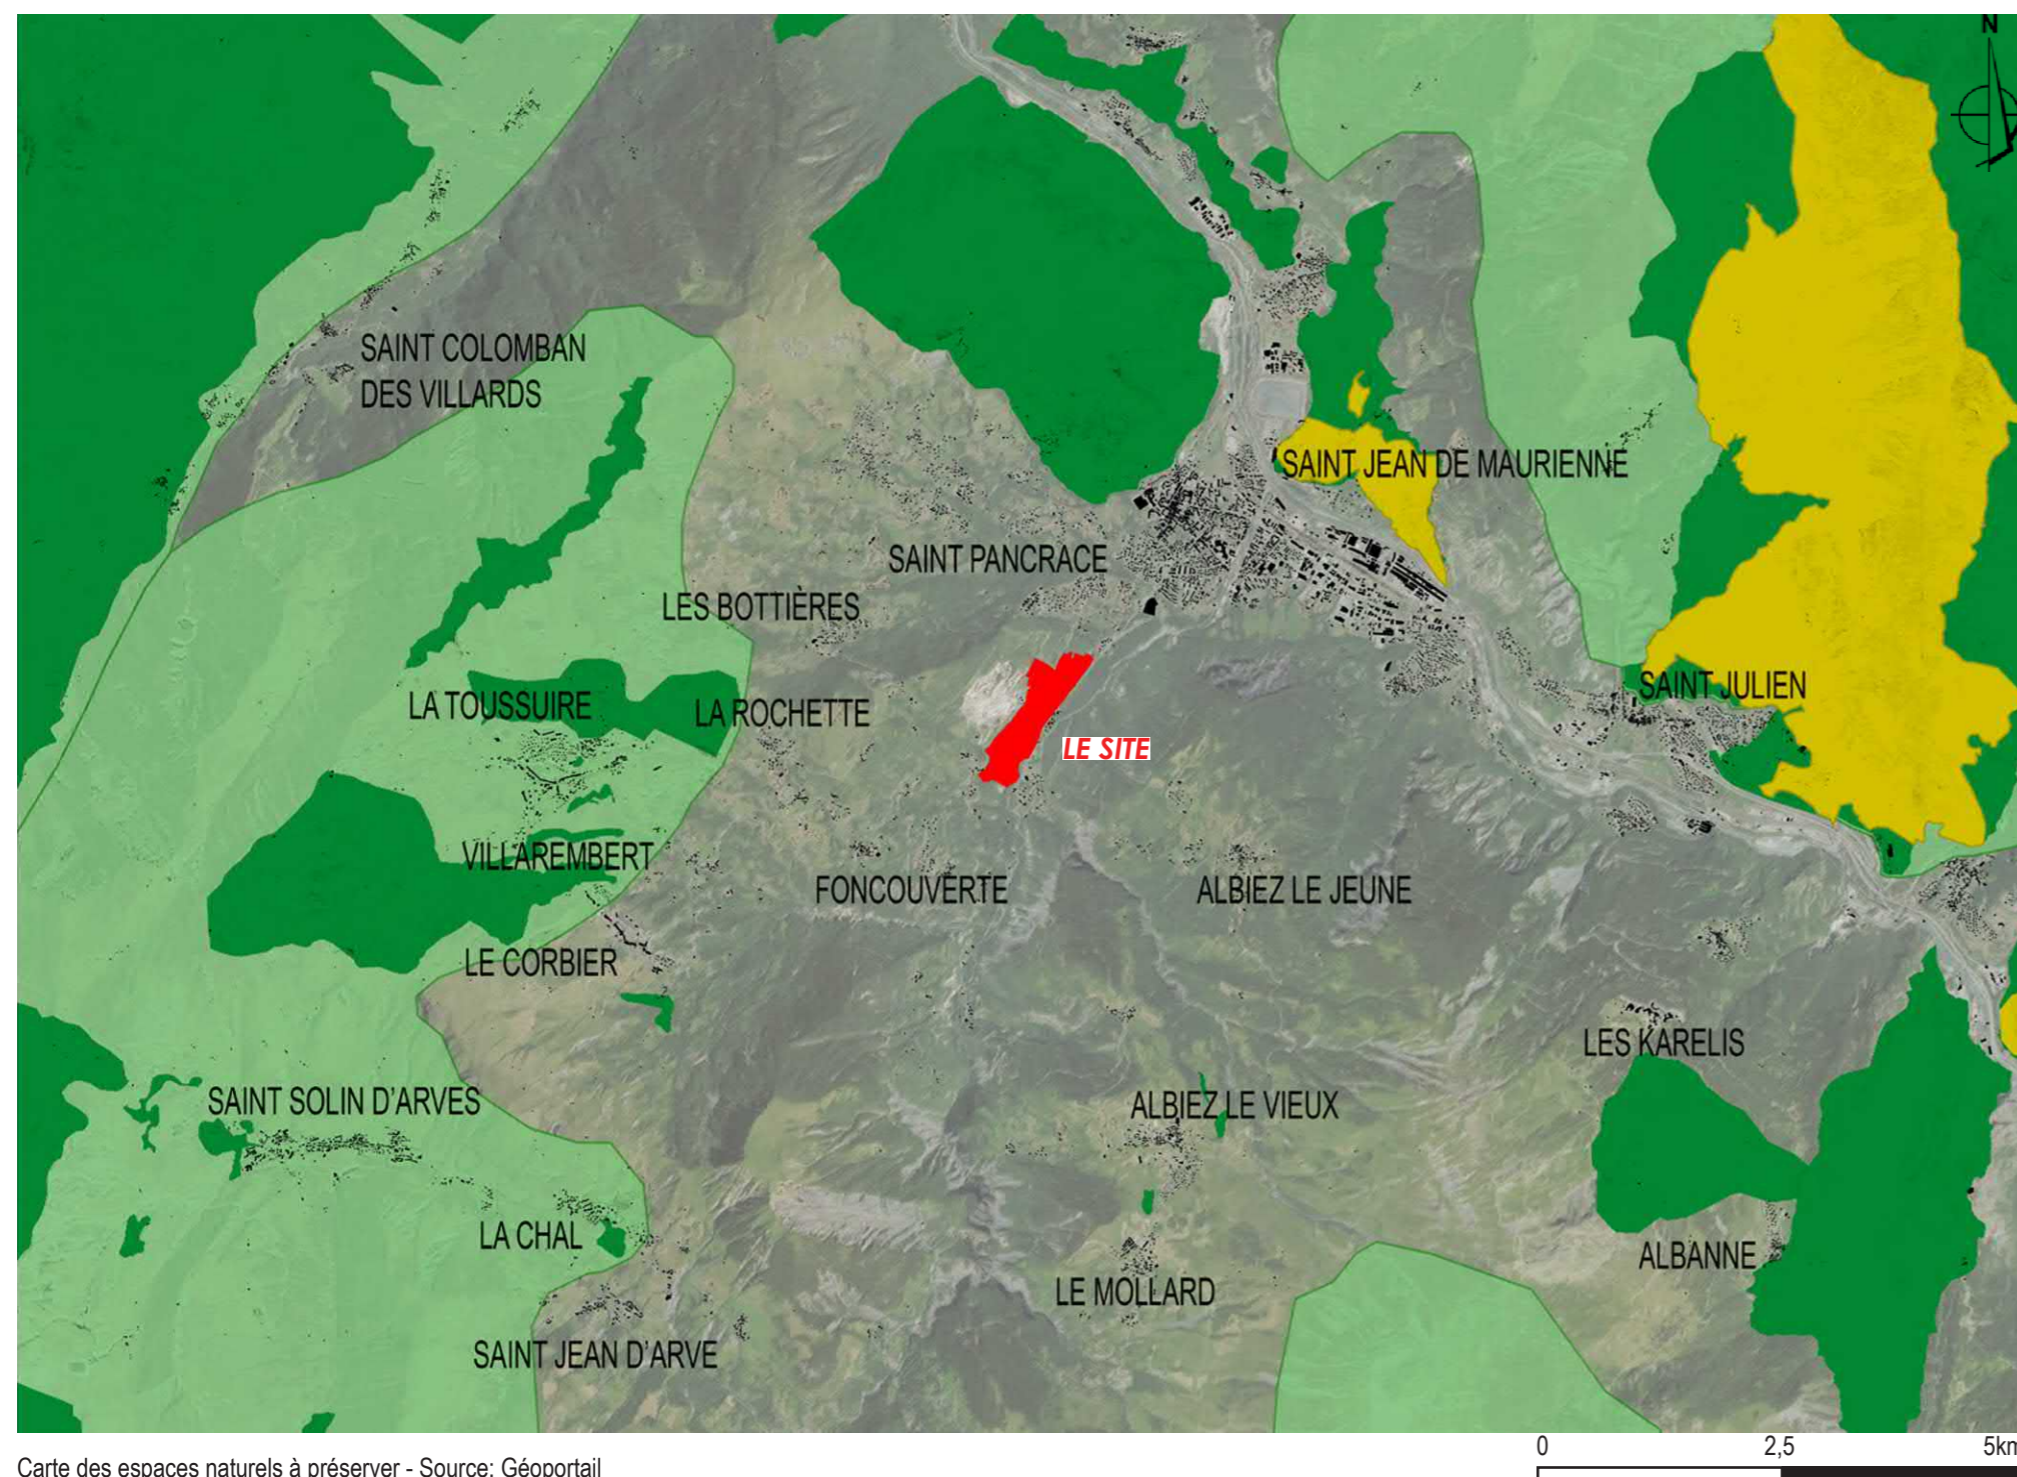 N
SAINT COLOMBAN
DES VILLARDS
SAINT JEAN DE MAURIENNE
SAINT PANCRACE
LES BOTTIÈRES
SAINT JULIEN
LA TOUSSUIRE
LA ROCHETTE
LE SITE
VILLAREMBERT
FONCOUVERTE
ALBIEZ LE JEUNE
LE CORBIER
LES KARELIS
SAINT SOLIN D'ARVES
ALBIEZ LE VIEUX
LA CHAL
ALBANNE
LE MOLLARD
SAINT JEAN D'ARVE
0 2,5 5km
Carte des espaces naturels à préserver - Source: Géoportail